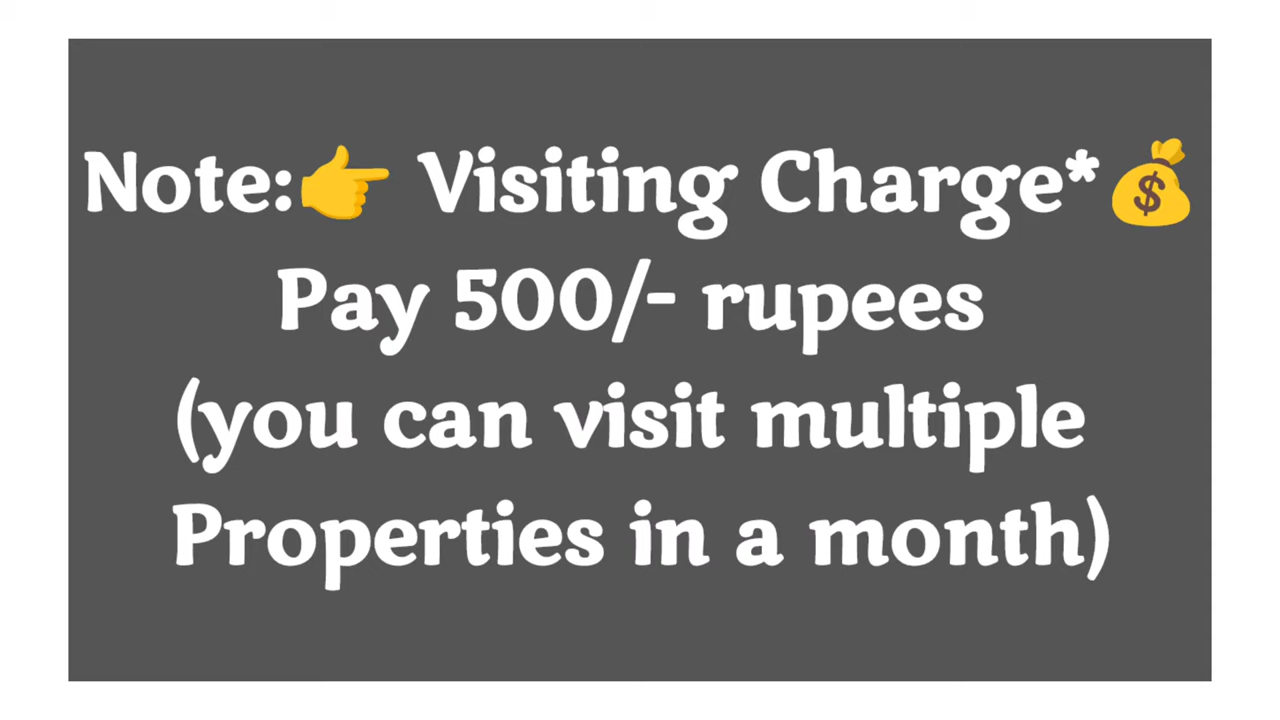 Note:👉 Visiting Charge*💰
Pay 500/- rupees
(you can visit multiple
Properties in a month)